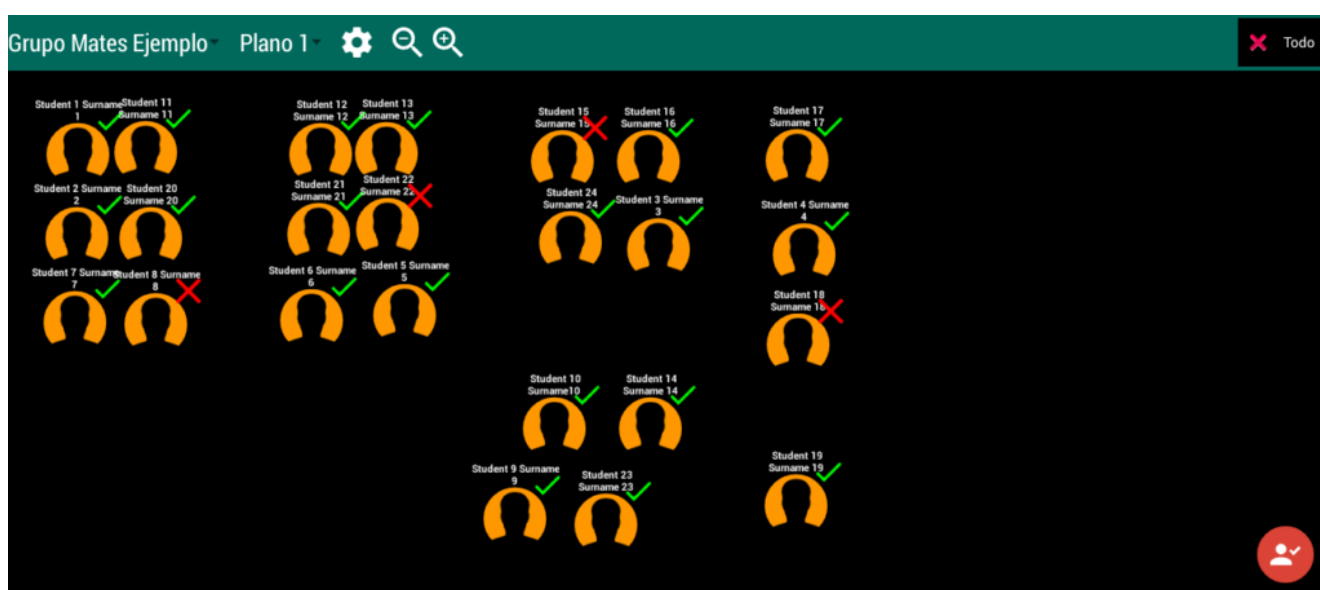 Grupo Mates Ejemplo
Plano 1
Todo
Student 1 Surname
1
Student 11
Surname 11
Student 12
Surname 12
Student 13
Surname 13
Student 15
Surname 15
Student 16
Surname 16
Student 17
Surname 17
Student 2 Surname
2
Student 20
Surname 20
Student 21
Surname 21
Student 22
Surname 22
Student 24
Surname 24
Student 3 Surname
3
Student 4 Surname
4
Student 7 Surname
7
Student 8 Surname
8
Student 6 Surname
6
Student 5 Surname
5
Student 18
Surname 18
Student 10
Surname10
Student 14
Surname 14
Student 9 Surname
9
Student 23
Surname 23
Student 19
Surname 19